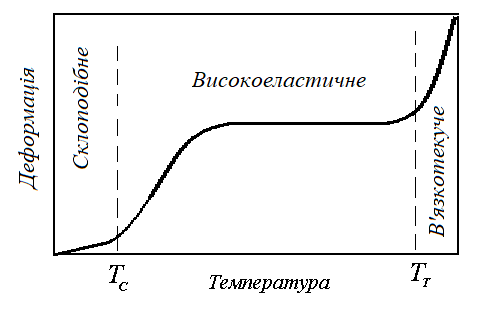 Деформація
Склоподібне
Високоеластичне
В'язкотекуче
Tс
Температура
Tт